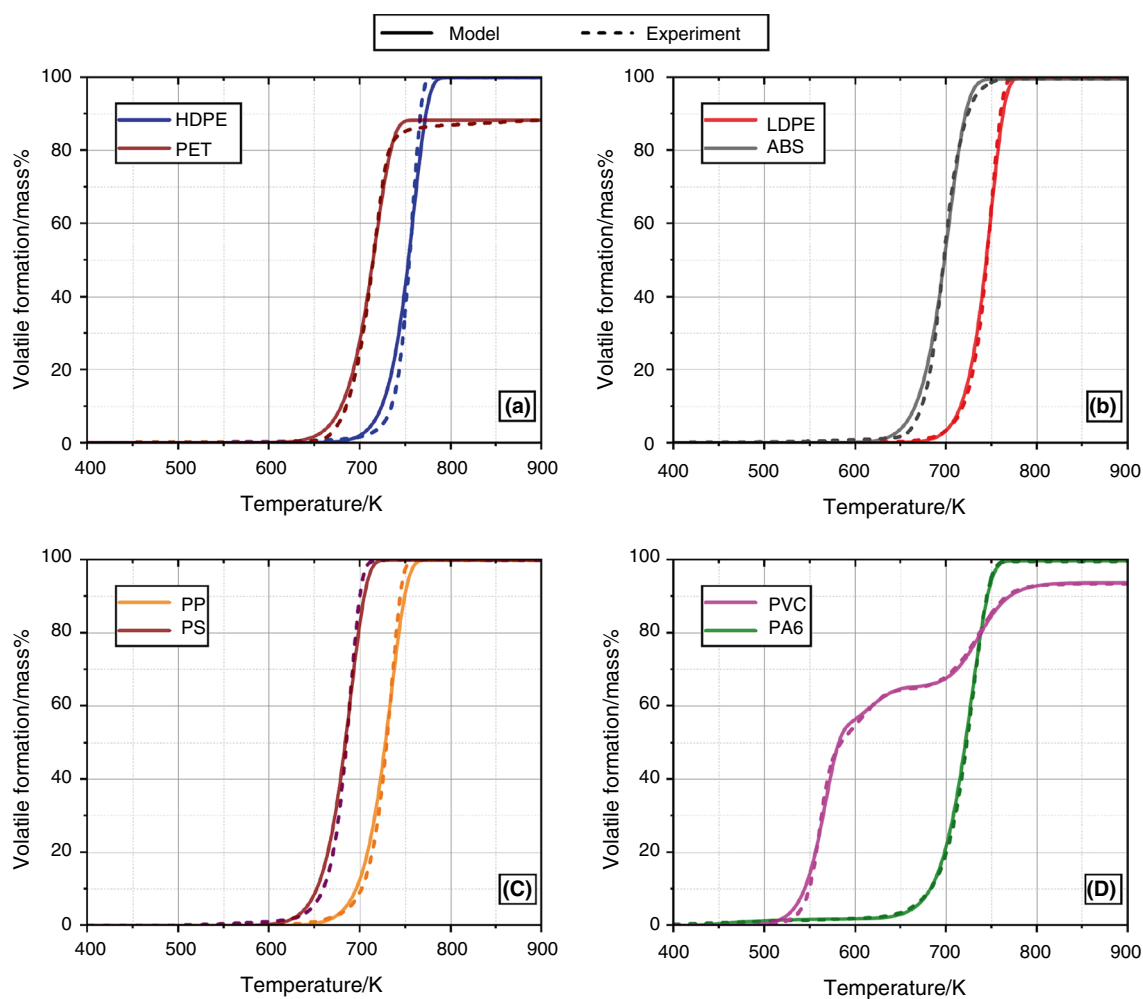 Model Experiment
100
80
60
40
20
0
Volatile formation/mass%
HDPE
PET
(a)
400 500 600 700 800 900
Temperature/K
100
80
60
40
20
0
Volatile formation/mass%
LDPE
ABS
(b)
400 500 600 700 800 900
Temperature/K
100
80
60
40
20
0
Volatile formation/mass%
PP
PS
(C)
400 500 600 700 800 900
Temperature/K
100
80
60
40
20
0
Volatile formation/mass%
PVC
PA6
(D)
400 500 600 700 800 900
Temperature/K